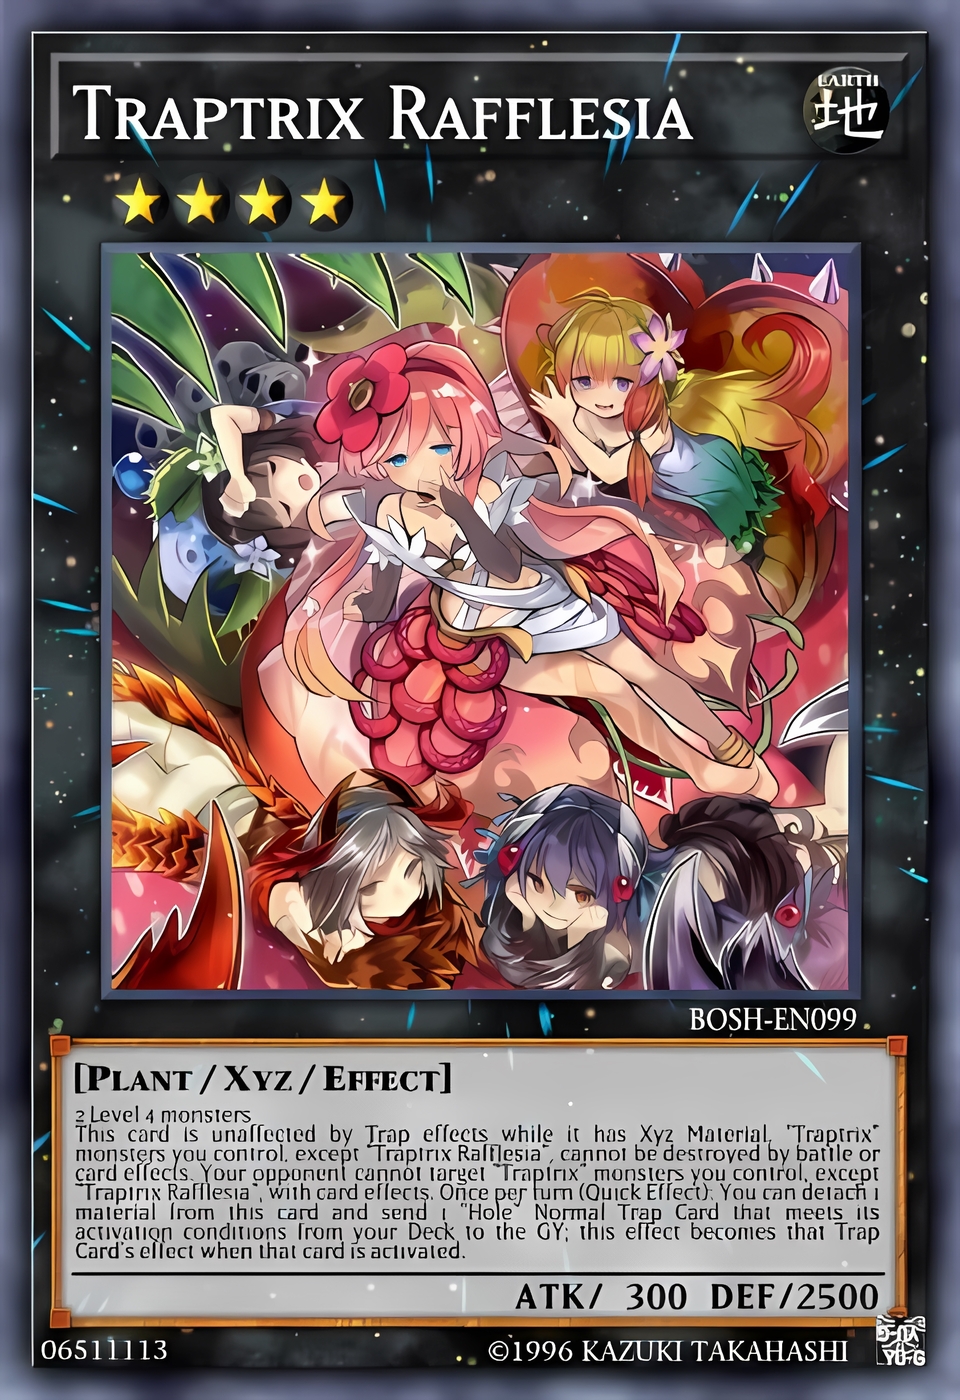 TRAPTRIX RAFFLESIA
EARTH
地
BOSH-EN099
[PLANT / XYZ / EFFECT]
2 Level 4 monsters
This card is unaffected by Trap effects while it has Xyz Material. "Traptrix"
monsters you control, except "Traptrix Rafflesia", cannot be destroyed by battle or
card effects. Your opponent cannot target "Traptrix" monsters you control, except
"Traptrix Rafflesia", with card effects. Once per turn (Quick Effect): You can detach 1
material from this card and send 1 "Hole" Normal Trap Card that meets its
activation conditions from your Deck to the GY; this effect becomes that Trap
Card's effect when that card is activated.
ATK/ 300 DEF/2500
06511113
©1996 KAZUKI TAKAHASHI